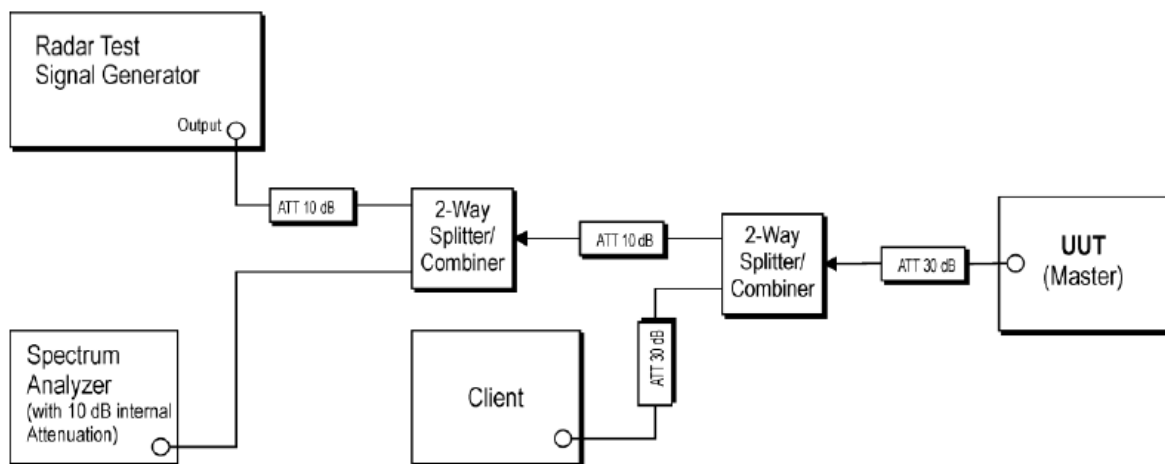 Radar Test
Signal Generator
Output
ATT 10 dB
2-Way
Splitter/
Combiner
ATT 10 dB
2-Way
Splitter/
Combiner
ATT 30 dB
UUT
(Master)
Spectrum
Analyzer
(with 10 dB internal
Attenuation)
Client
ATT 30 dB